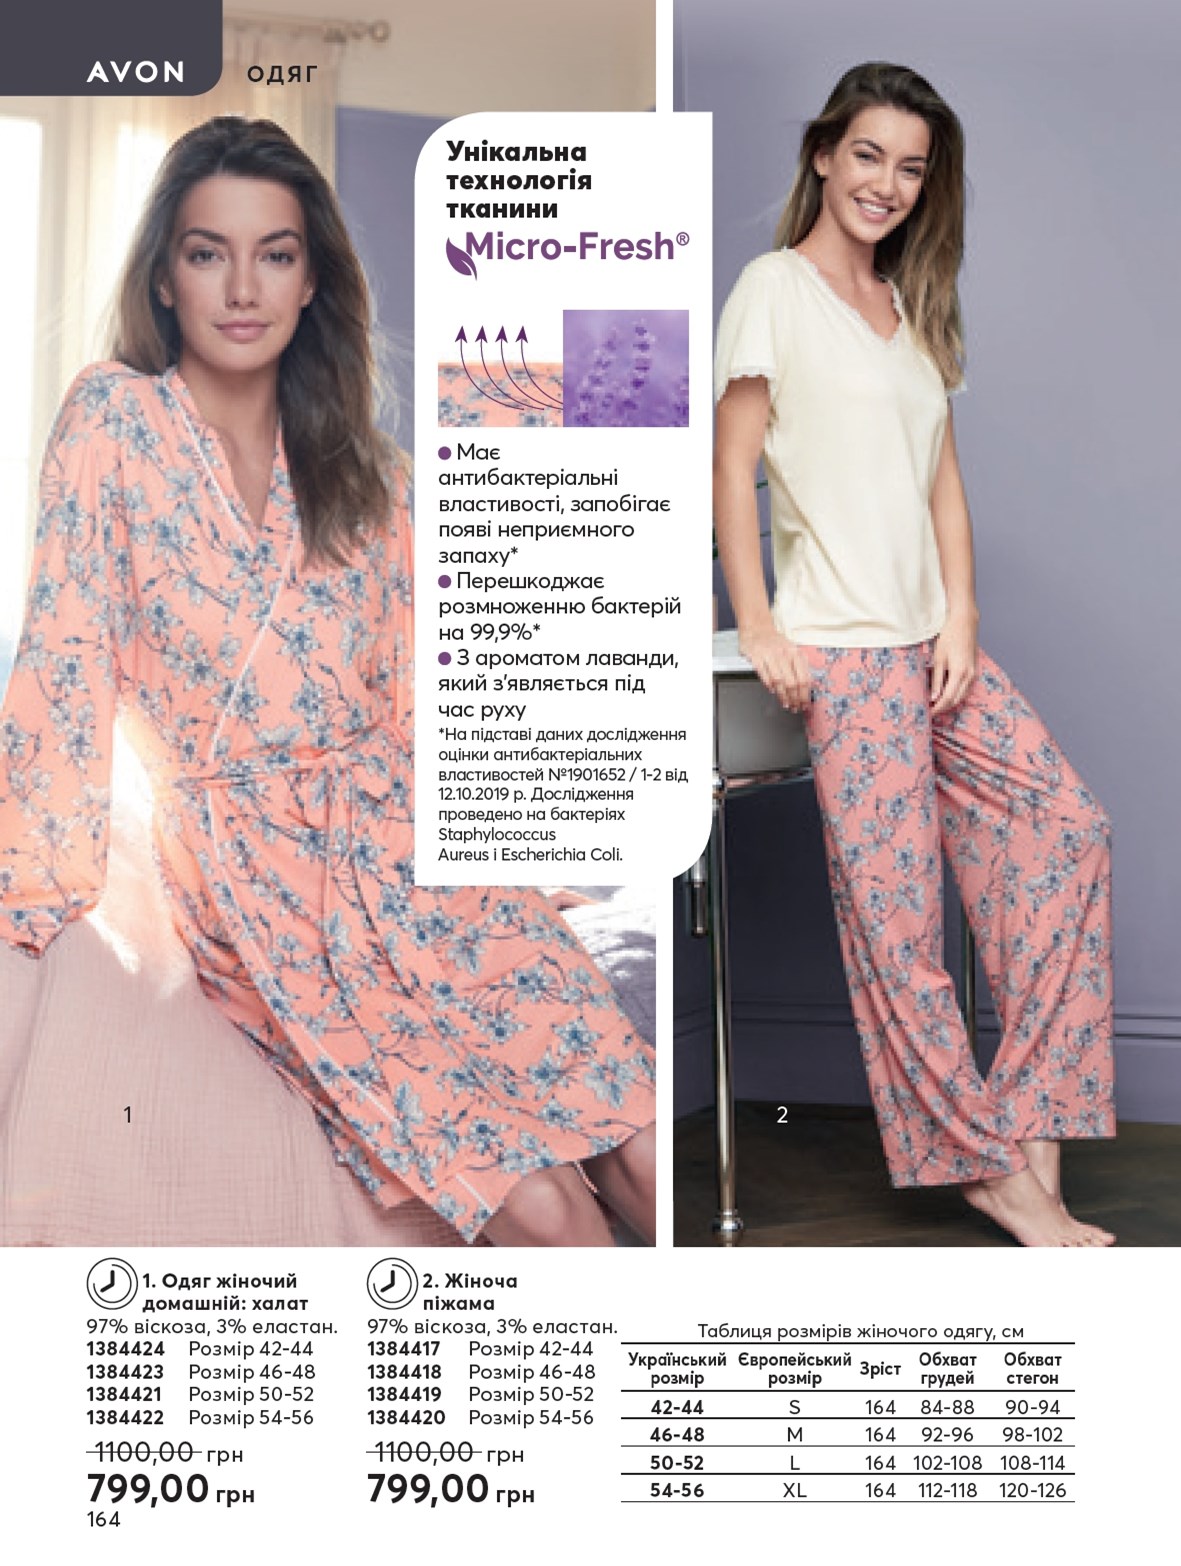 AVON
ОДЯГ
Унікальна
технологія
тканини
Micro-Fresh®
● Має
антибактеріальні
властивості, запобігає
появі неприємного
запаху*
● Перешкоджає
розмноженню бактерій
на 99,9%*
● З ароматом лаванди,
який з’являється під
час руху
*На підставі даних дослідження
оцінки антибактеріальних
властивостей №1901652 / 1-2 від
12.10.2019 р. Дослідження
проведено на бактеріях
Staphylococcus
Aureus і Escherichia Coli.
1
2
1. Одяг жіночий
домашній: халат
97% віскоза, 3% еластан.
1384424 Розмір 42-44
1384423 Розмір 46-48
1384421 Розмір 50-52
1384422 Розмір 54-56
1100,00 грн
799,00 грн
2. Жіноча
піжама
97% віскоза, 3% еластан.
1384417 Розмір 42-44
1384418 Розмір 46-48
1384419 Розмір 50-52
1384420 Розмір 54-56
1100,00 грн
799,00 грн
Таблиця розмірів жіночого одягу, см
Український розмір Європейський розмір Зріст Обхват грудей Обхват стегон
42-44 S 164 84-88 90-94
46-48 M 164 92-96 98-102
50-52 L 164 102-108 108-114
54-56 XL 164 112-118 120-126
164